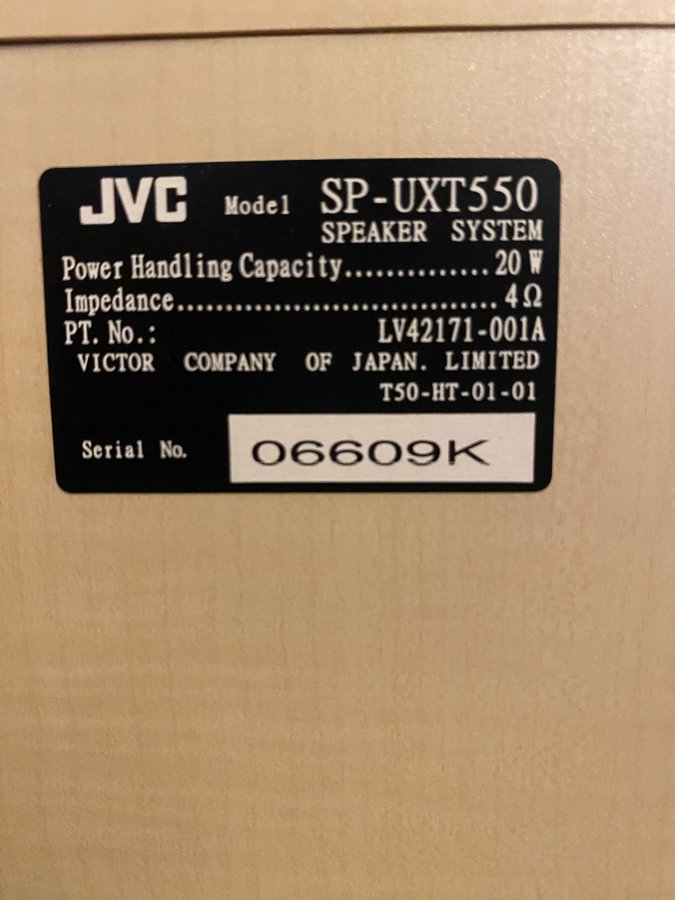 JVC Model SP-UXT550
SPEAKER SYSTEM
Power Handling Capacity..............20 W
Impedance.................................4Ω
PT. No.: LV42171-001A
VICTOR COMPANY OF JAPAN. LIMITED
T50-HT-01-01
Serial No. 06609K